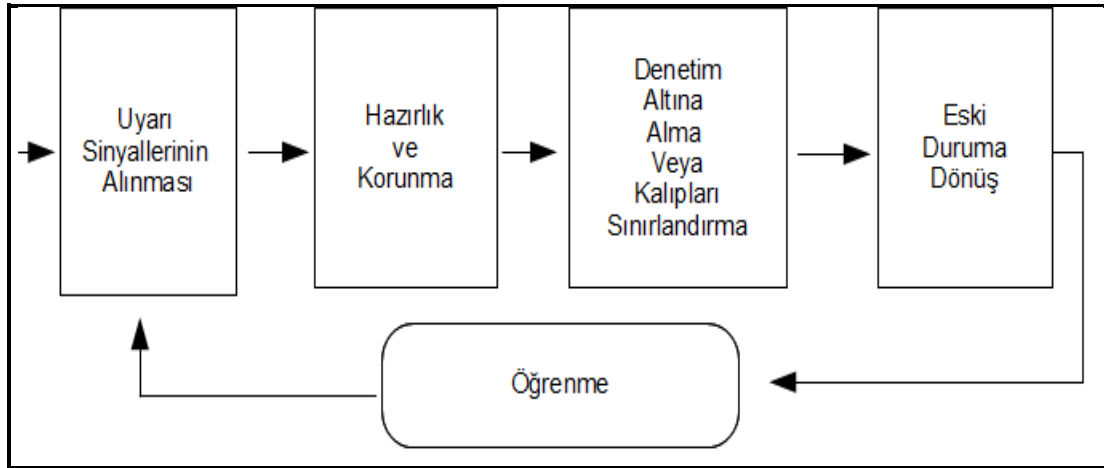 Uyarı
Sinyallerinin
Alınması
Hazırlık
ve
Korunma
Denetim
Altına
Alma
Veya
Kalıpları
Sınırlandırma
Eski
Duruma
Dönüş
Öğrenme